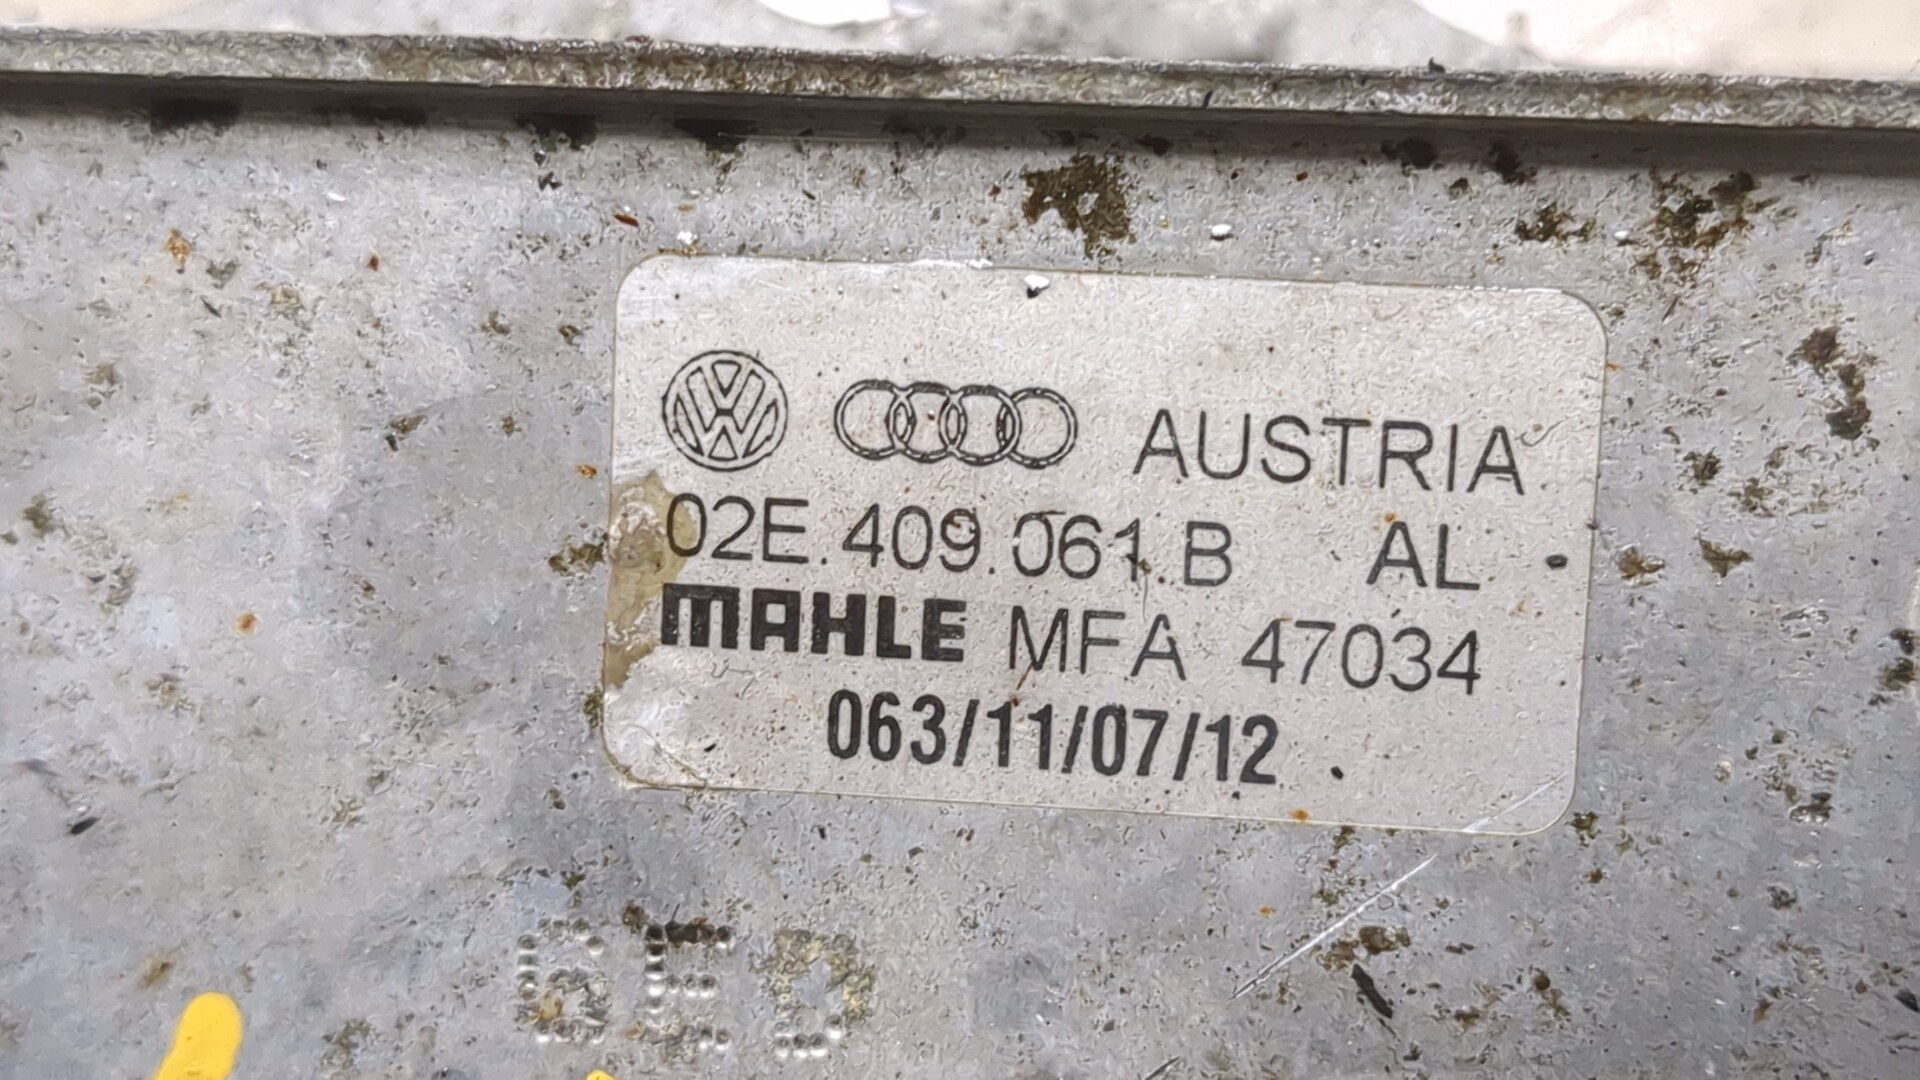 AUSTRIA
02E.409.061.B AL
MAHLE MFA 47034
063/11/07/12